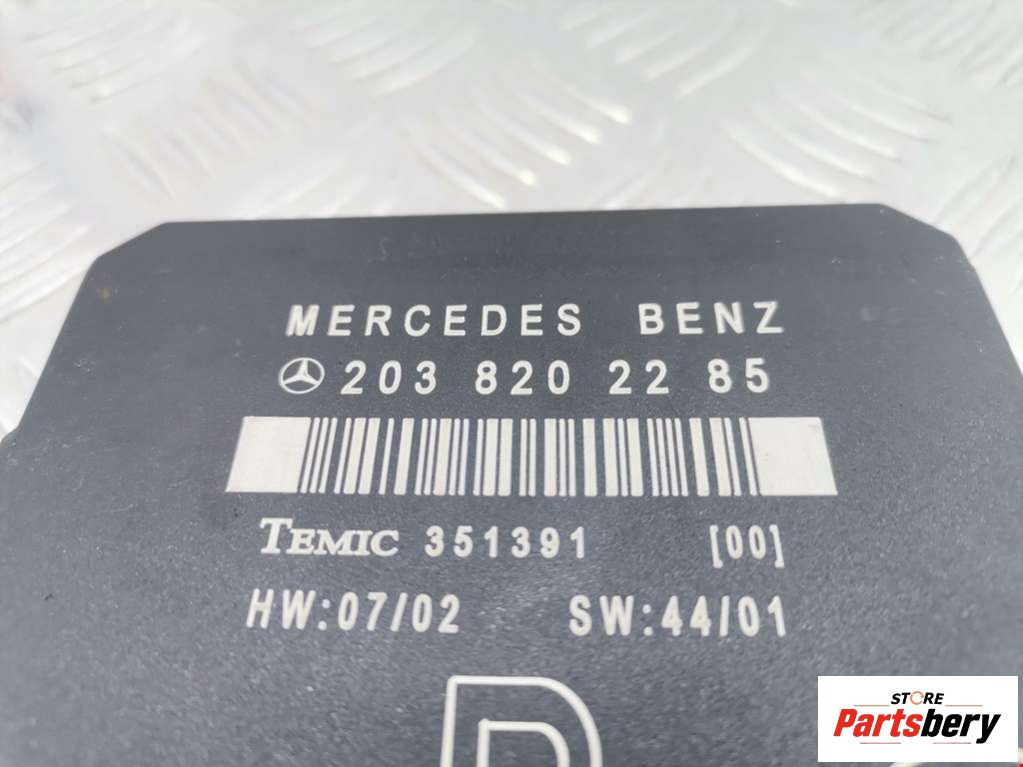 MERCEDES BENZ
203 820 22 85
TEMIC 351391 [00]
HW:07/02 SW:44/01
D
STORE
Partsbery